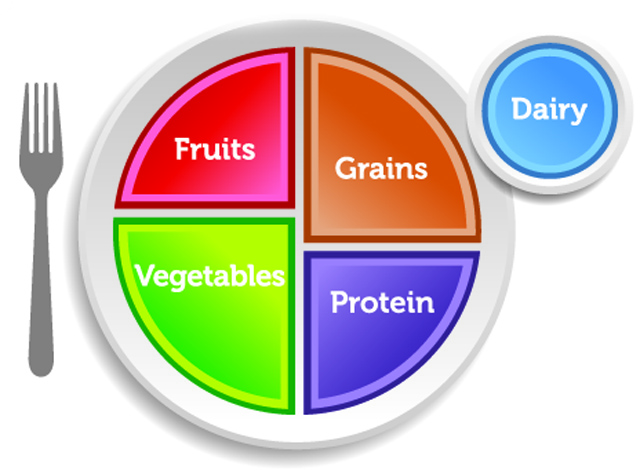 Fruits
Grains
Dairy
Vegetables
Protein